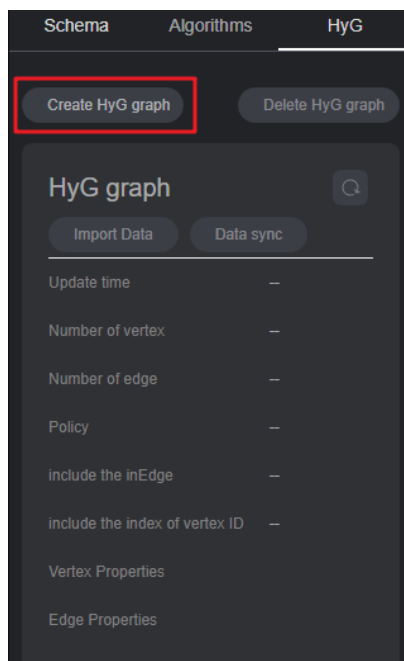 Schema Algorithms HyG
Create HyG graph Delete HyG graph
HyG graph
Import Data Data sync
Update time --
Number of vertex --
Number of edge --
Policy --
include the inEdge --
include the index of vertex ID --
Vertex Properties
Edge Properties